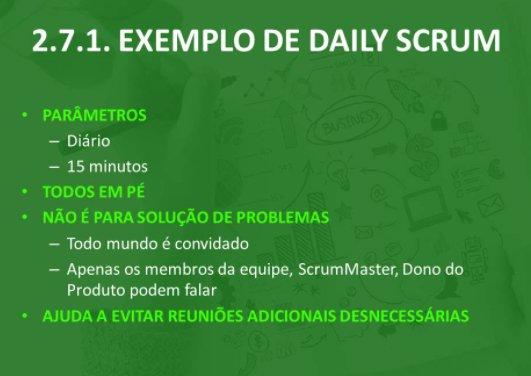 2.7.1. EXEMPLO DE DAILY SCRUM
• PARÂMETROS
– Diário
– 15 minutos
• TODOS EM PÉ
• NÃO É PARA SOLUÇÃO DE PROBLEMAS
– Todo mundo é convidado
– Apenas os membros da equipe, ScrumMaster, Dono do
Produto podem falar
• AJUDA A EVITAR REUNIÕES ADICIONAIS DESNECESSÁRIAS
BUSINESS